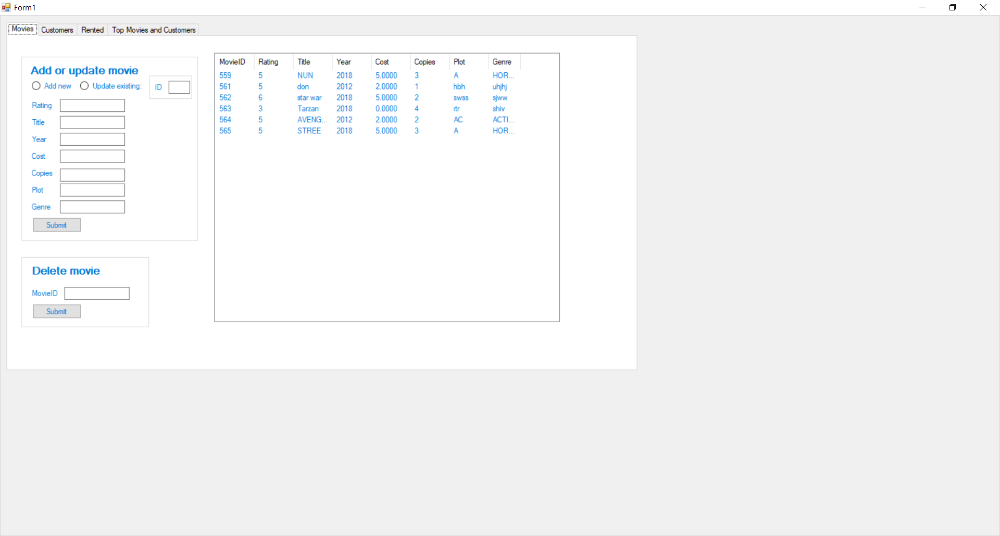 Form1
Movies Customers Rented Top Movies and Customers
Add or update movie
Add new Update existing: ID
Rating
Title
Year
Cost
Copies
Plot
Genre
Submit
Delete movie
MovieID
Submit
MovieID Rating Title Year Cost Copies Plot Genre
559 5 NUN 2018 5.0000 3 A HOR...
561 5 don 2012 2.0000 1 hbh uhjhj
562 6 star war 2018 5.0000 2 swss sjww
563 3 Tarzan 2018 0.0000 4 rtr shiv
564 5 AVENG... 2012 2.0000 2 AC ACTI...
565 5 STREE 2018 5.0000 3 A HOR...